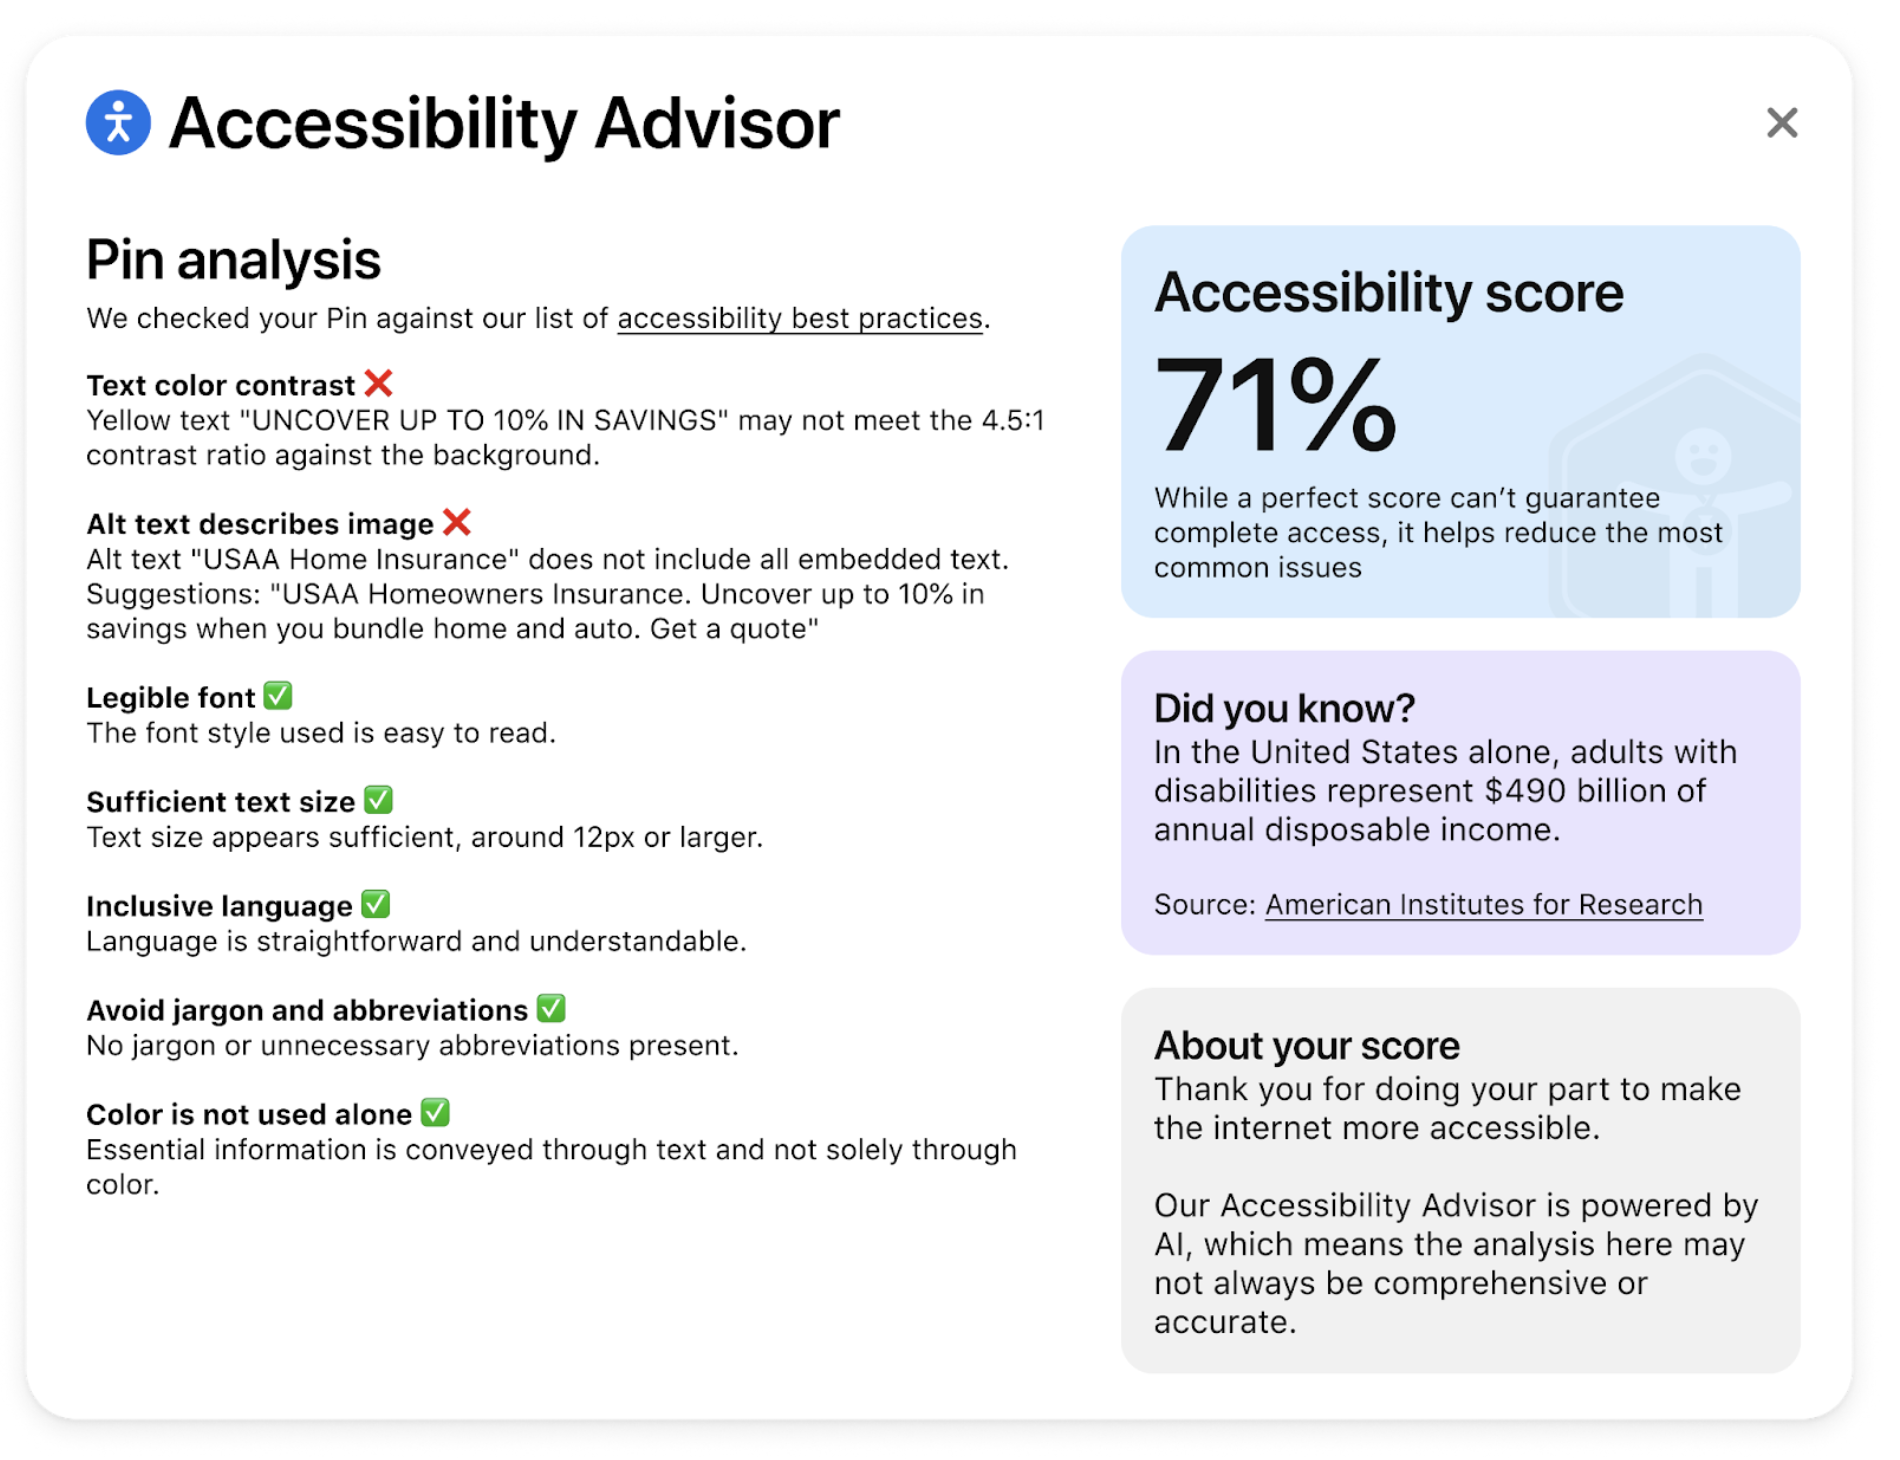 Accessibility Advisor
Pin analysis
We checked your Pin against our list of accessibility best practices.
Text color contrast ❌
Yellow text "UNCOVER UP TO 10% IN SAVINGS" may not meet the 4.5:1
contrast ratio against the background.
Alt text describes image ❌
Alt text "USAA Home Insurance" does not include all embedded text.
Suggestions: "USAA Homeowners Insurance. Uncover up to 10% in
savings when you bundle home and auto. Get a quote"
Legible font ✅
The font style used is easy to read.
Sufficient text size ✅
Text size appears sufficient, around 12px or larger.
Inclusive language ✅
Language is straightforward and understandable.
Avoid jargon and abbreviations ✅
No jargon or unnecessary abbreviations present.
Color is not used alone ✅
Essential information is conveyed through text and not solely through
color.
Accessibility score
71%
While a perfect score can’t guarantee
complete access, it helps reduce the most
common issues
Did you know?
In the United States alone, adults with
disabilities represent $490 billion of
annual disposable income.
Source: American Institutes for Research
About your score
Thank you for doing your part to make
the internet more accessible.
Our Accessibility Advisor is powered by
AI, which means the analysis here may
not always be comprehensive or
accurate.